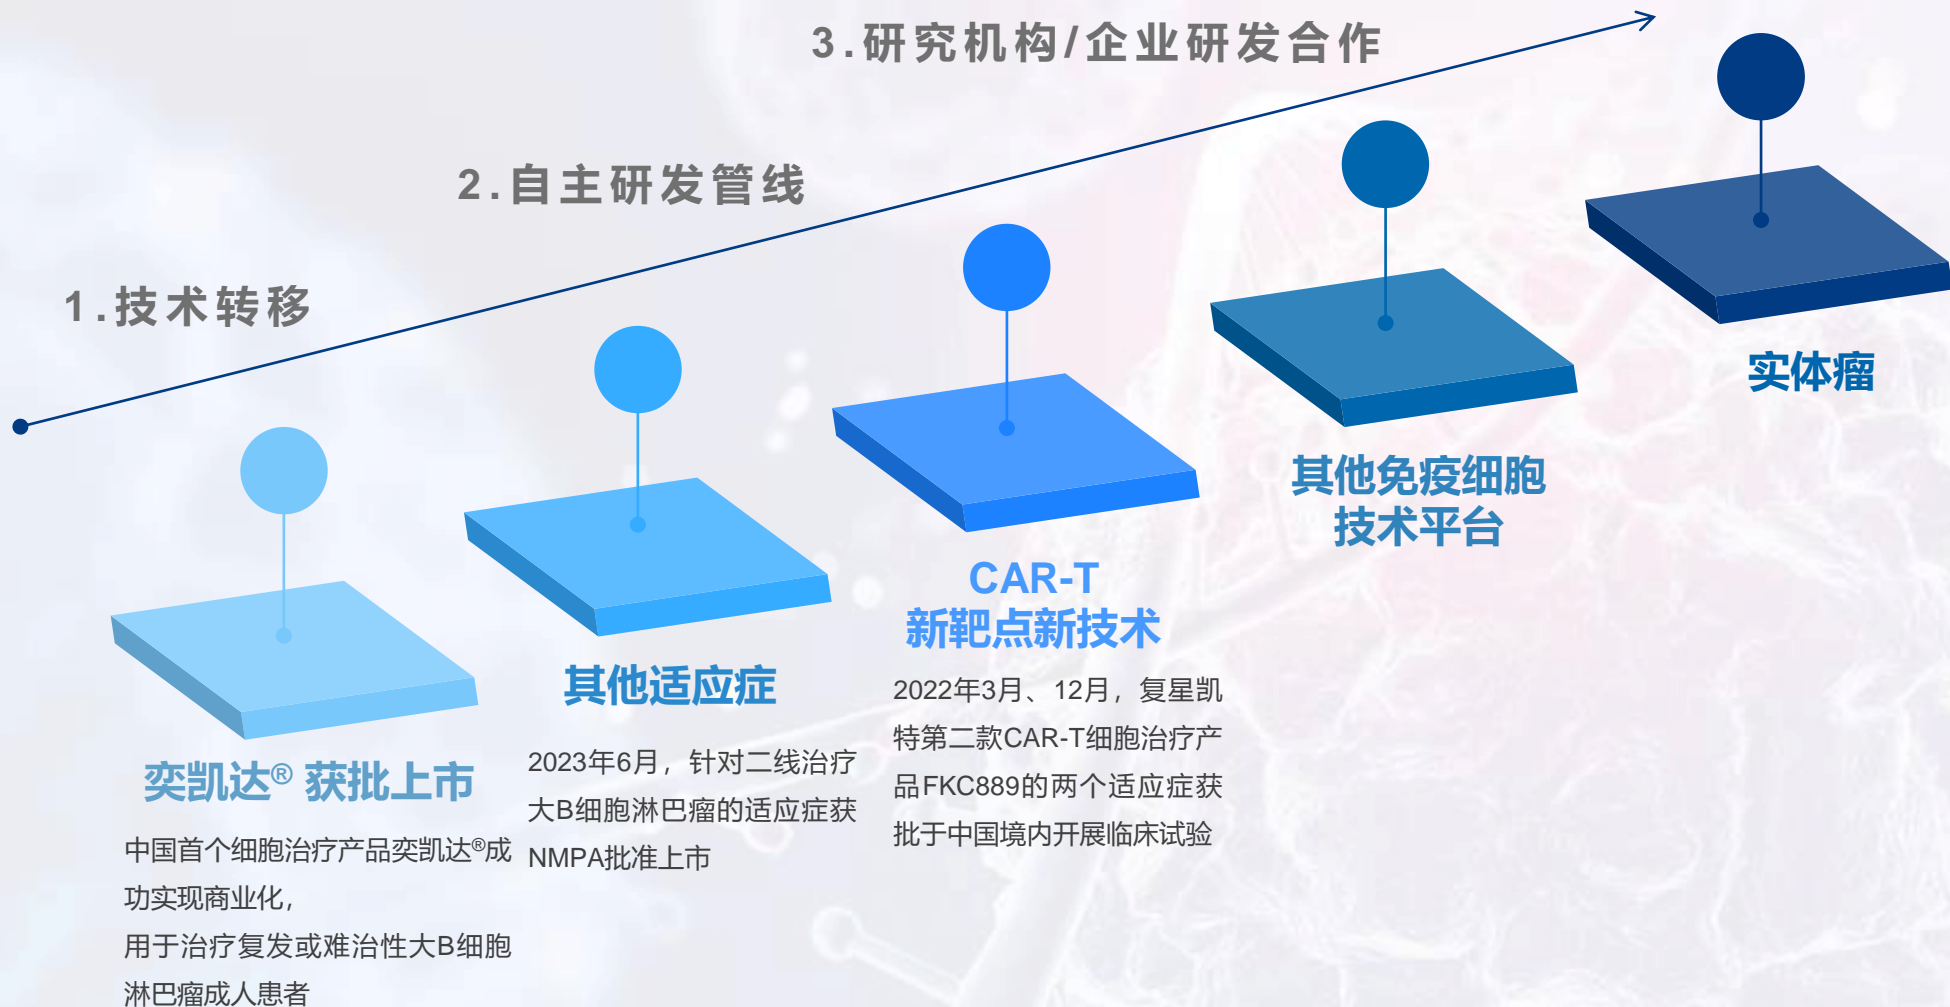 3.研究机构/企业研发合作
2.自主研发管线
1.技术转移
实体瘤
其他免疫细胞
技术平台
CAR-T
新靶点新技术
2022年3月、12月，复星凯
特第二款CAR-T细胞治疗产
品FKC889的两个适应症获
批于中国境内开展临床试验
其他适应症
2023年6月，针对二线治疗
大B细胞淋巴瘤的适应症获
NMPA批准上市
奕凯达® 获批上市
中国首个细胞治疗产品奕凯达®成
功实现商业化，
用于治疗复发或难治性大B细胞
淋巴瘤成人患者